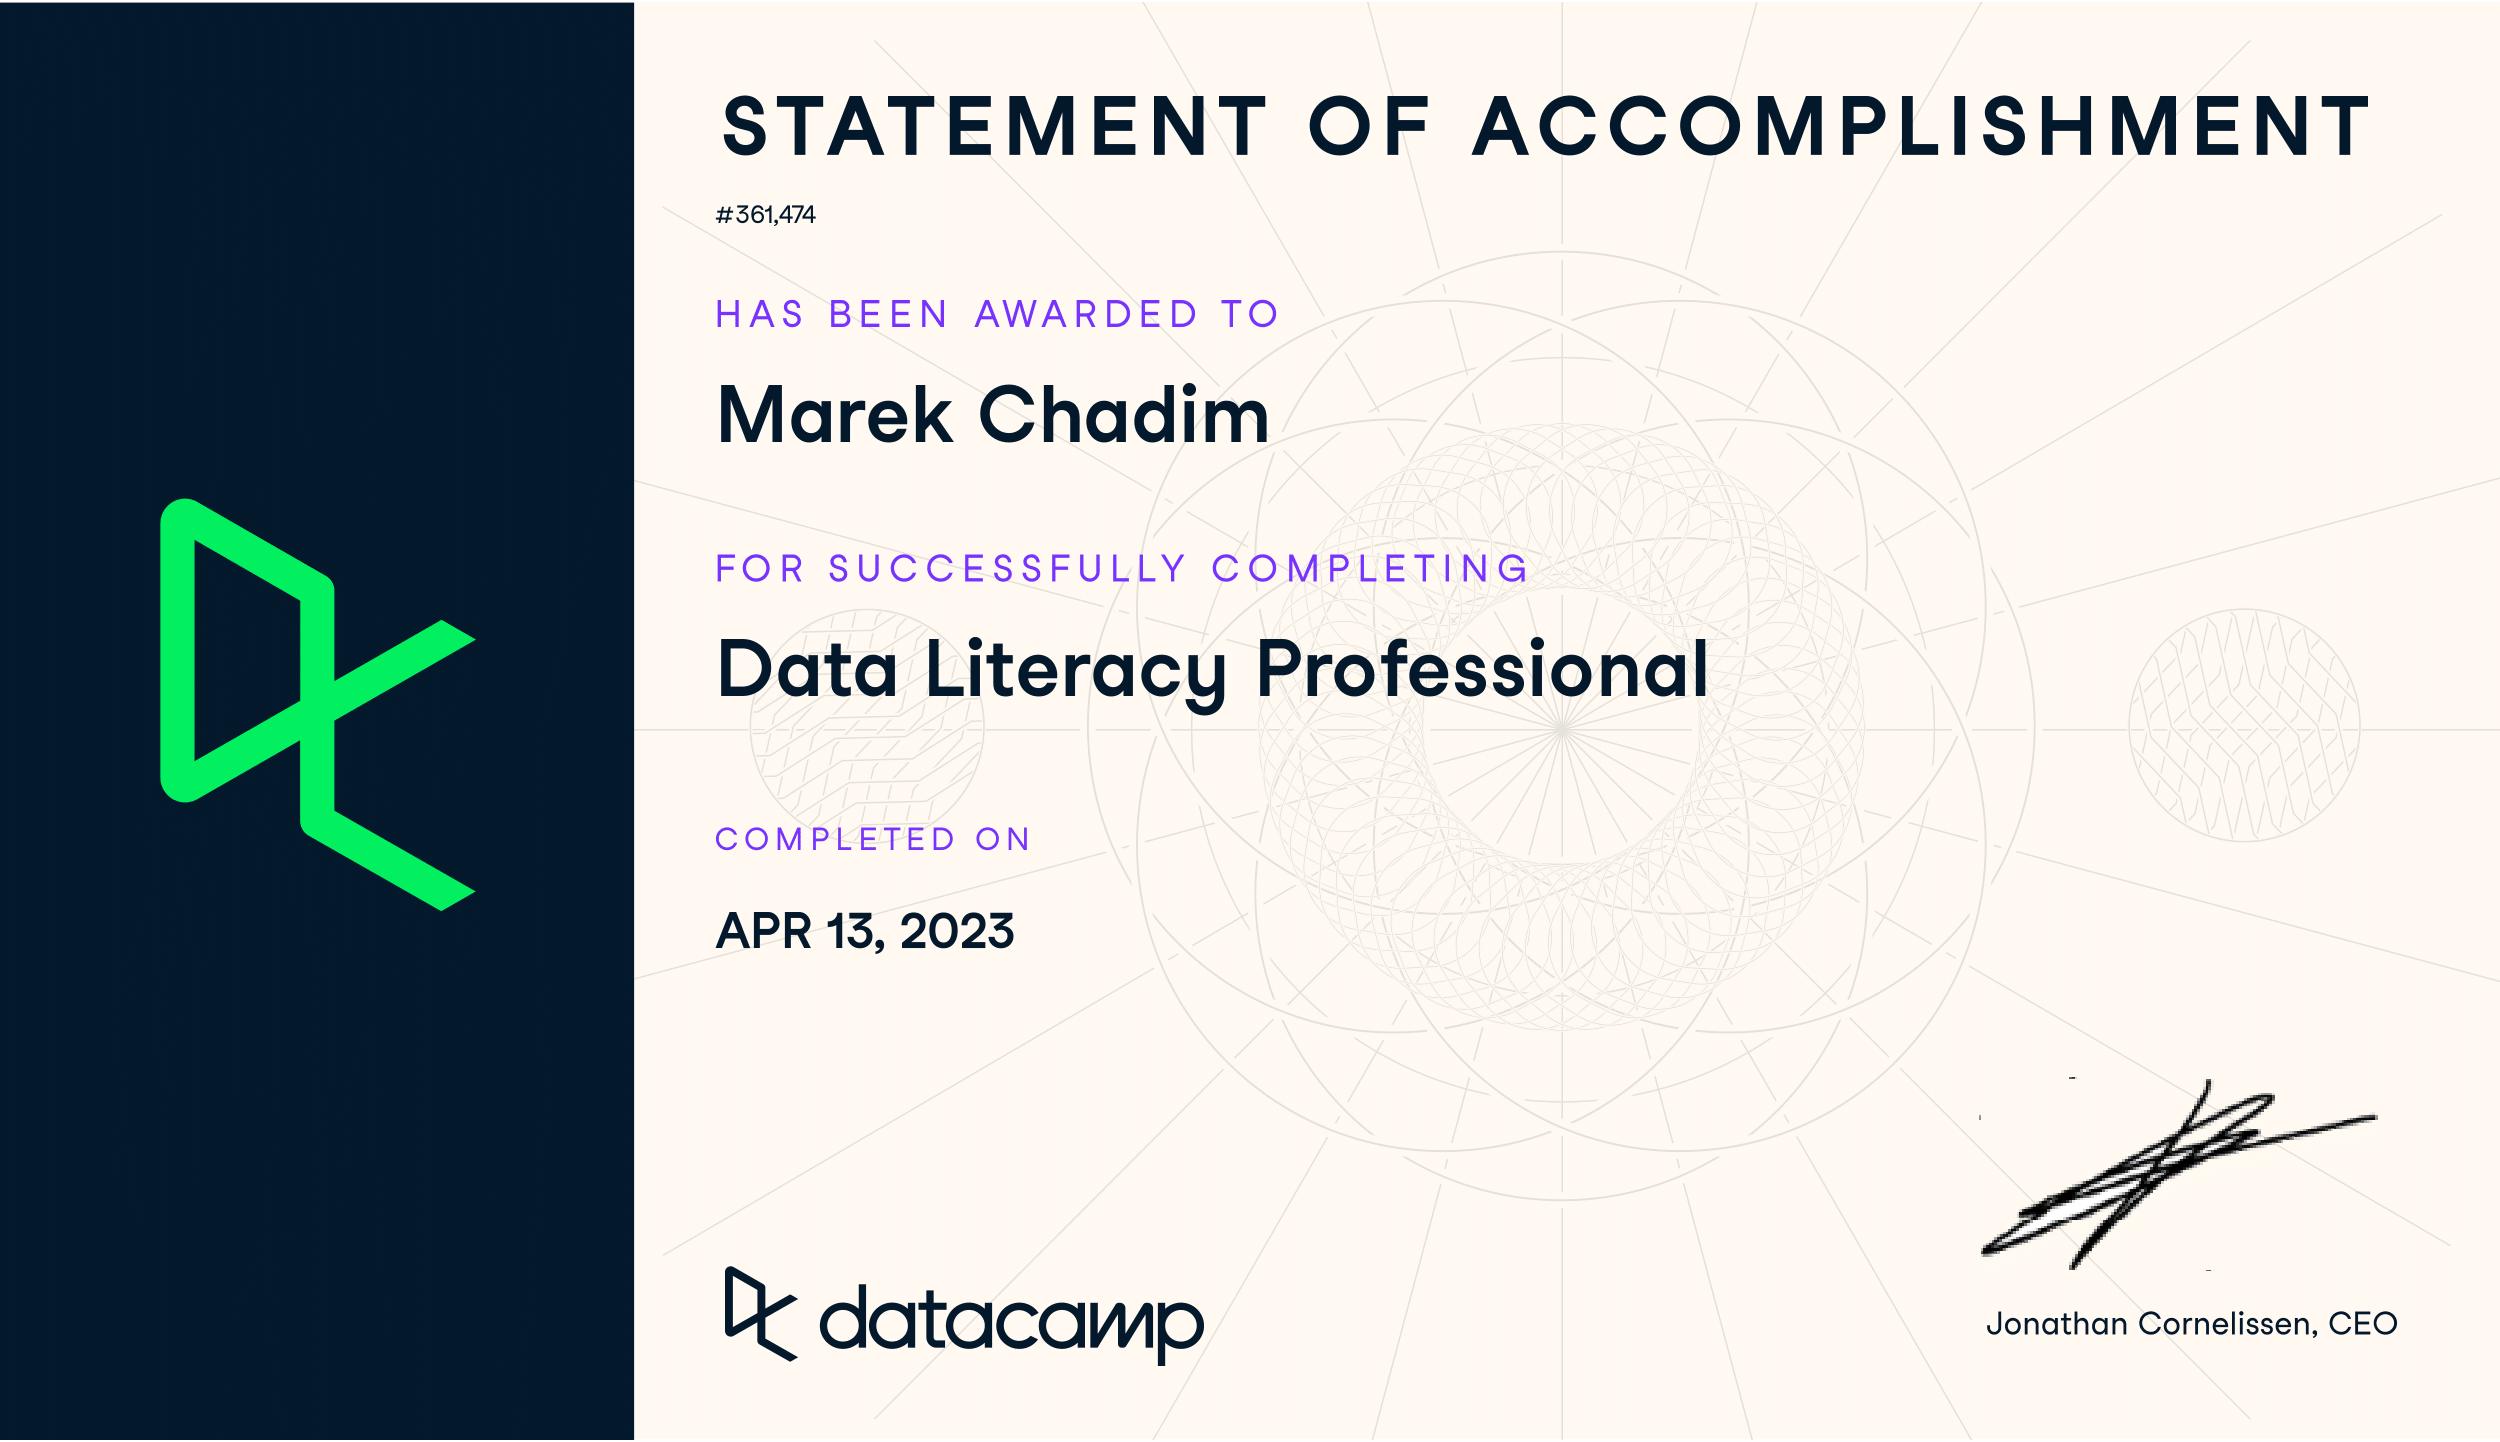 STATEMENT OF ACCOMPLISHMENT
#361,474
HAS BEEN AWARDED TO
Marek Chadim
FOR SUCCESSFULLY COMPLETING
Data Literacy Professional
COMPLETED ON
APR 13, 2023
datacamp
Jonathan Cornelissen, CEO